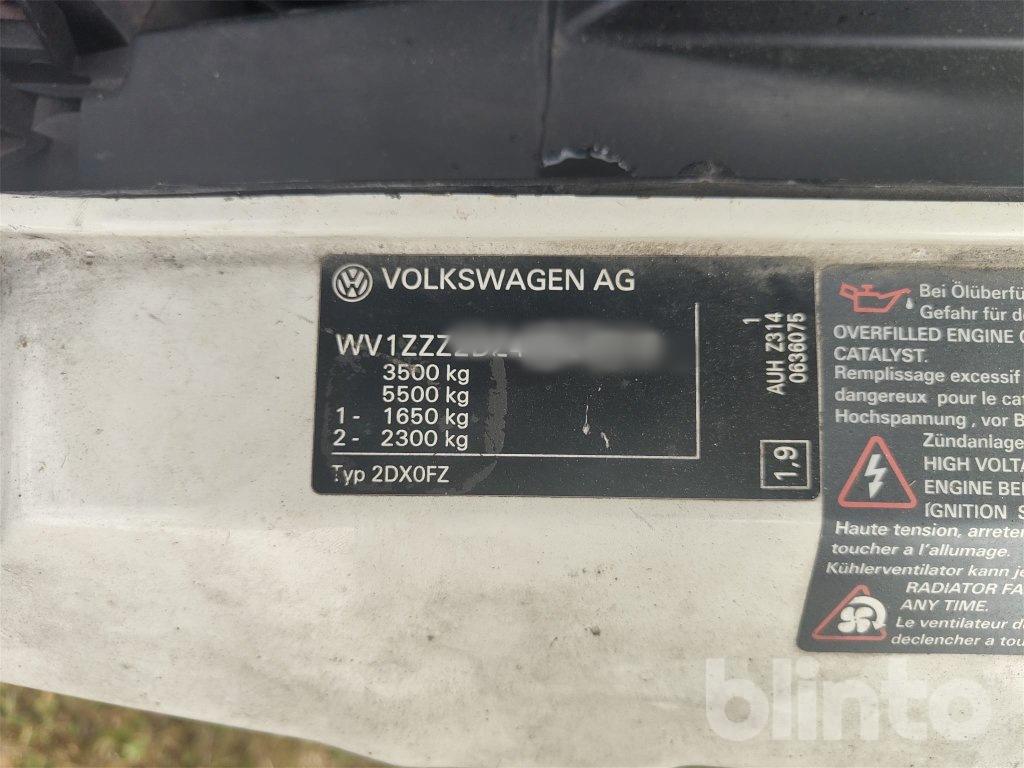 VOLKSWAGEN AG
WV1ZZZ
3500 kg
5500 kg
1 - 1650 kg
2 - 2300 kg
Typ 2DX0FZ
1
AUH Z314
0636075
1,9
Bei Ölüberfü
Gefahr für d
OVERFILLED ENGINE
CATALYST.
Remplissage excessif
dangereux pour le ca
Hochspannung, vor B
Zündanlage
HIGH VOLTA
ENGINE BE
IGNITION S
Haute tension, arrete
toucher a l'allumage.
Kühlerventilator kann je
RADIATOR FA
ANY TIME.
Le ventilateur d
declencher a tou
blinto